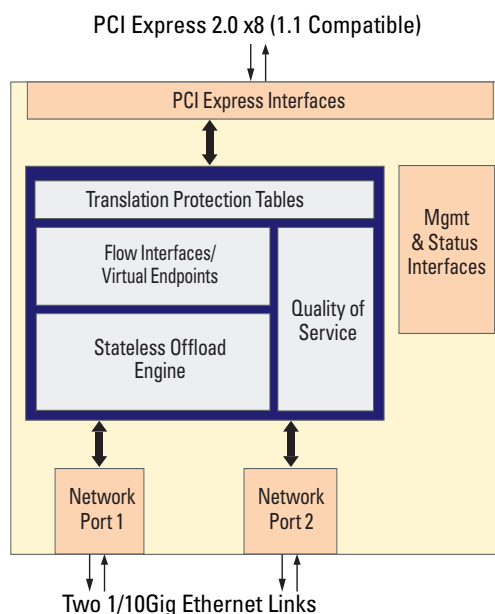 PCI Express 2.0 x8 (1.1 Compatible)
PCI Express Interfaces
Translation Protection Tables
Flow Interfaces/
Virtual Endpoints
Stateless Offload
Engine
Quality of
Service
Mgmt
& Status
Interfaces
Network
Port 1
Network
Port 2
Two 1/10Gig Ethernet Links